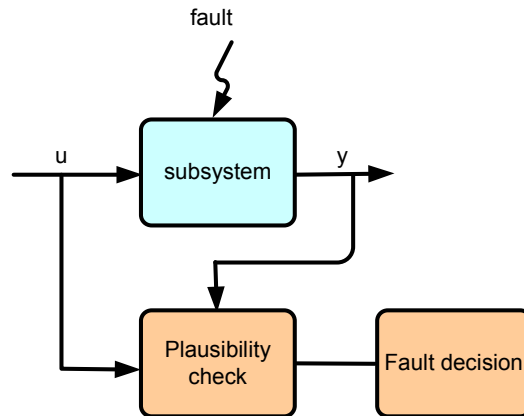 fault
u
subsystem
y
Plausibility
check
Fault decision